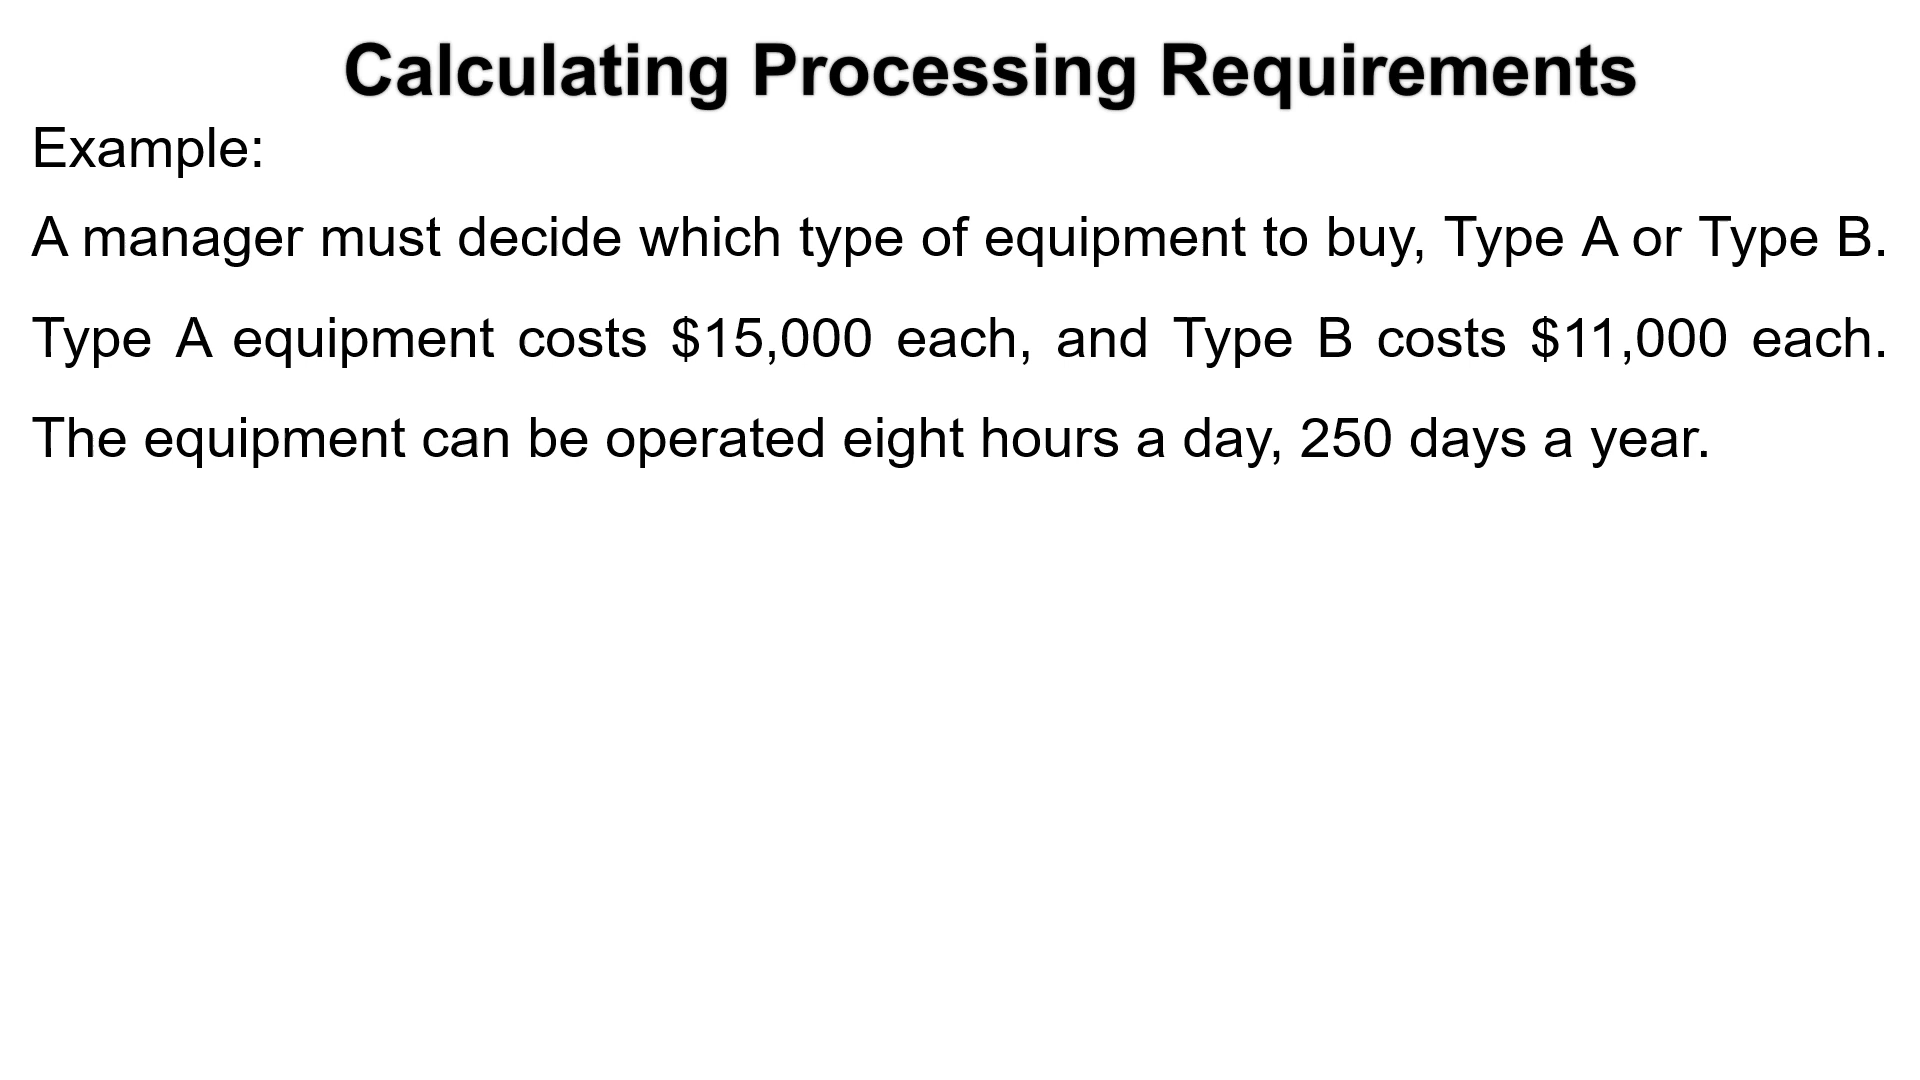 Calculating Processing Requirements
Example:
A manager must decide which type of equipment to buy, Type A or Type B.
Type A equipment costs $15,000 each, and Type B costs $11,000 each.
The equipment can be operated eight hours a day, 250 days a year.